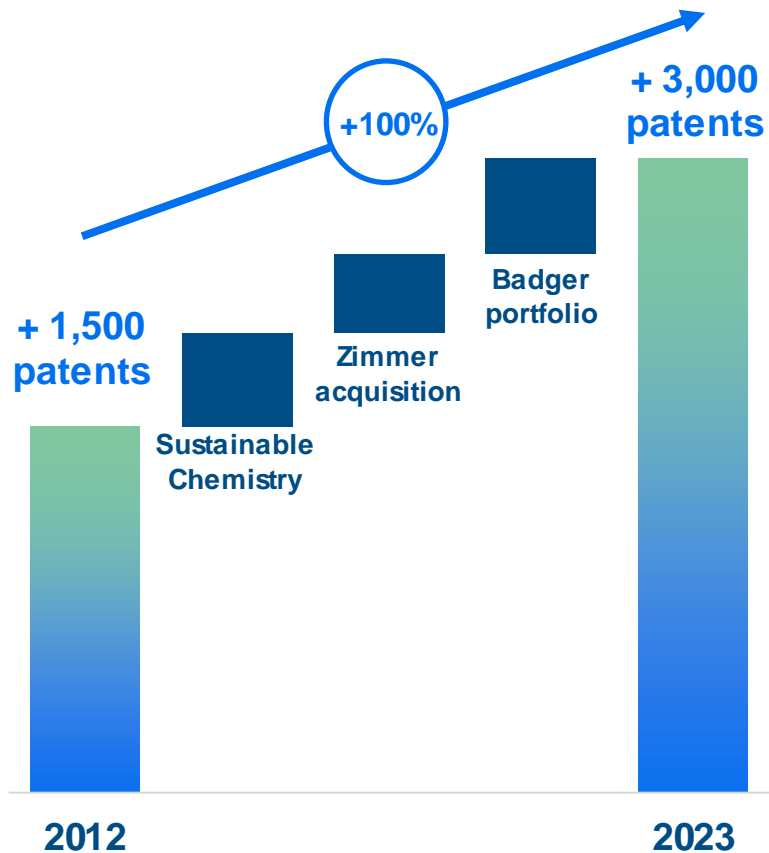 + 3,000
patents
+100%
Badger
portfolio
+ 1,500
patents
Zimmer
acquisition
Sustainable
Chemistry
2012
2023